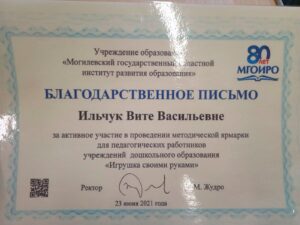 Учреждение образования
«Могилевский государственный областной
институт развития образования»
80 ЛЕТ
МГОИРО
БЛАГОДАРСТВЕННОЕ ПИСЬМО
Ильчук Вите Васильевне
за активное участие в проведении методической ярмарки
для педагогических работников
учреждений дошкольного образования
«Игрушка своими руками»
Ректор М. Жудро
23 июня 2021 года